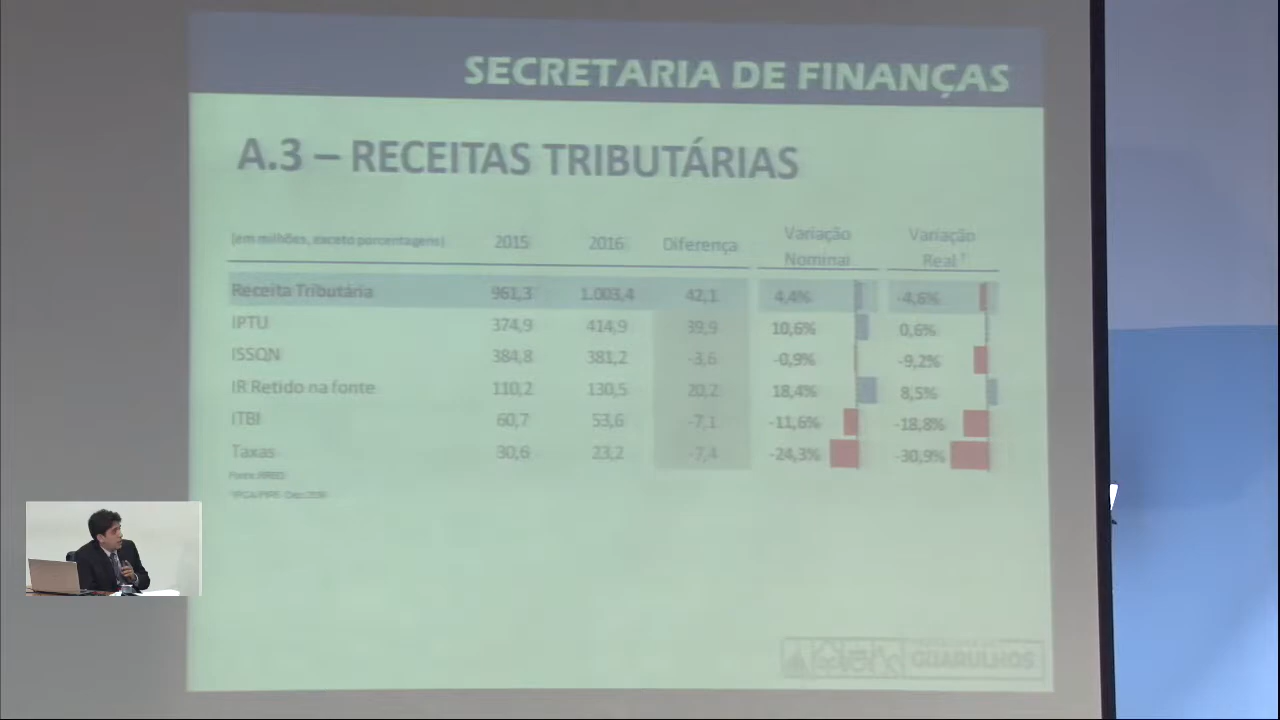 SECRETARIA DE FINANÇAS
A.3 – RECEITAS TRIBUTÁRIAS
(em milhões, exceto porcentagens) 2015 2016 Diferença Variação Nominal Variação Real
Receita Tributária 961,3 1.003,4 42,1 4,4% -4,6%
IPTU 374,9 414,9 39,9 10,6% 0,6%
ISSQN 384,8 381,2 -3,6 -0,9% -9,2%
IR Retido na fonte 110,2 130,5 20,2 18,4% 8,5%
ITBI 60,7 53,6 -7,1 -11,6% -18,8%
Taxas 30,6 23,2 -7,4 -24,3% -30,9%
GUARULHOS